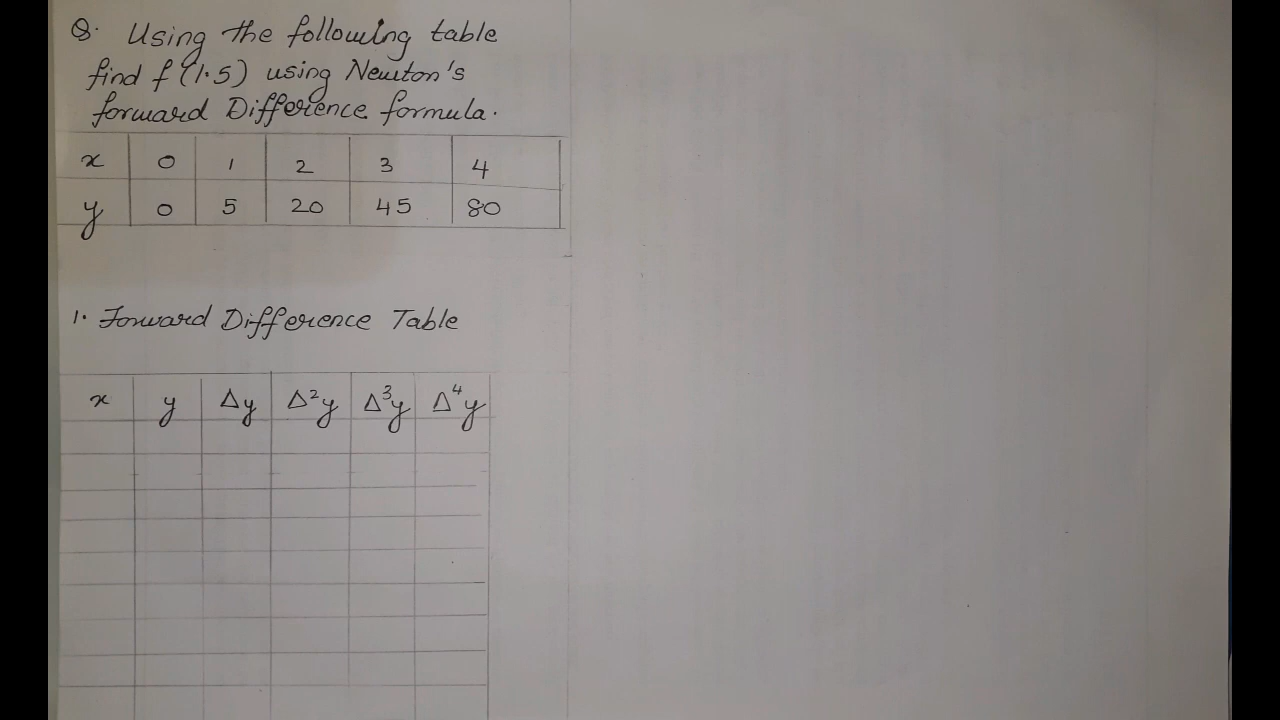 Q. Using the following table
find f(1.5) using Newton's
forward Difference formula.
x 0 1 2 3 4
y 0 5 20 45 80
1. Forward Difference Table
x y Δy Δ²y Δ³y Δ⁴y